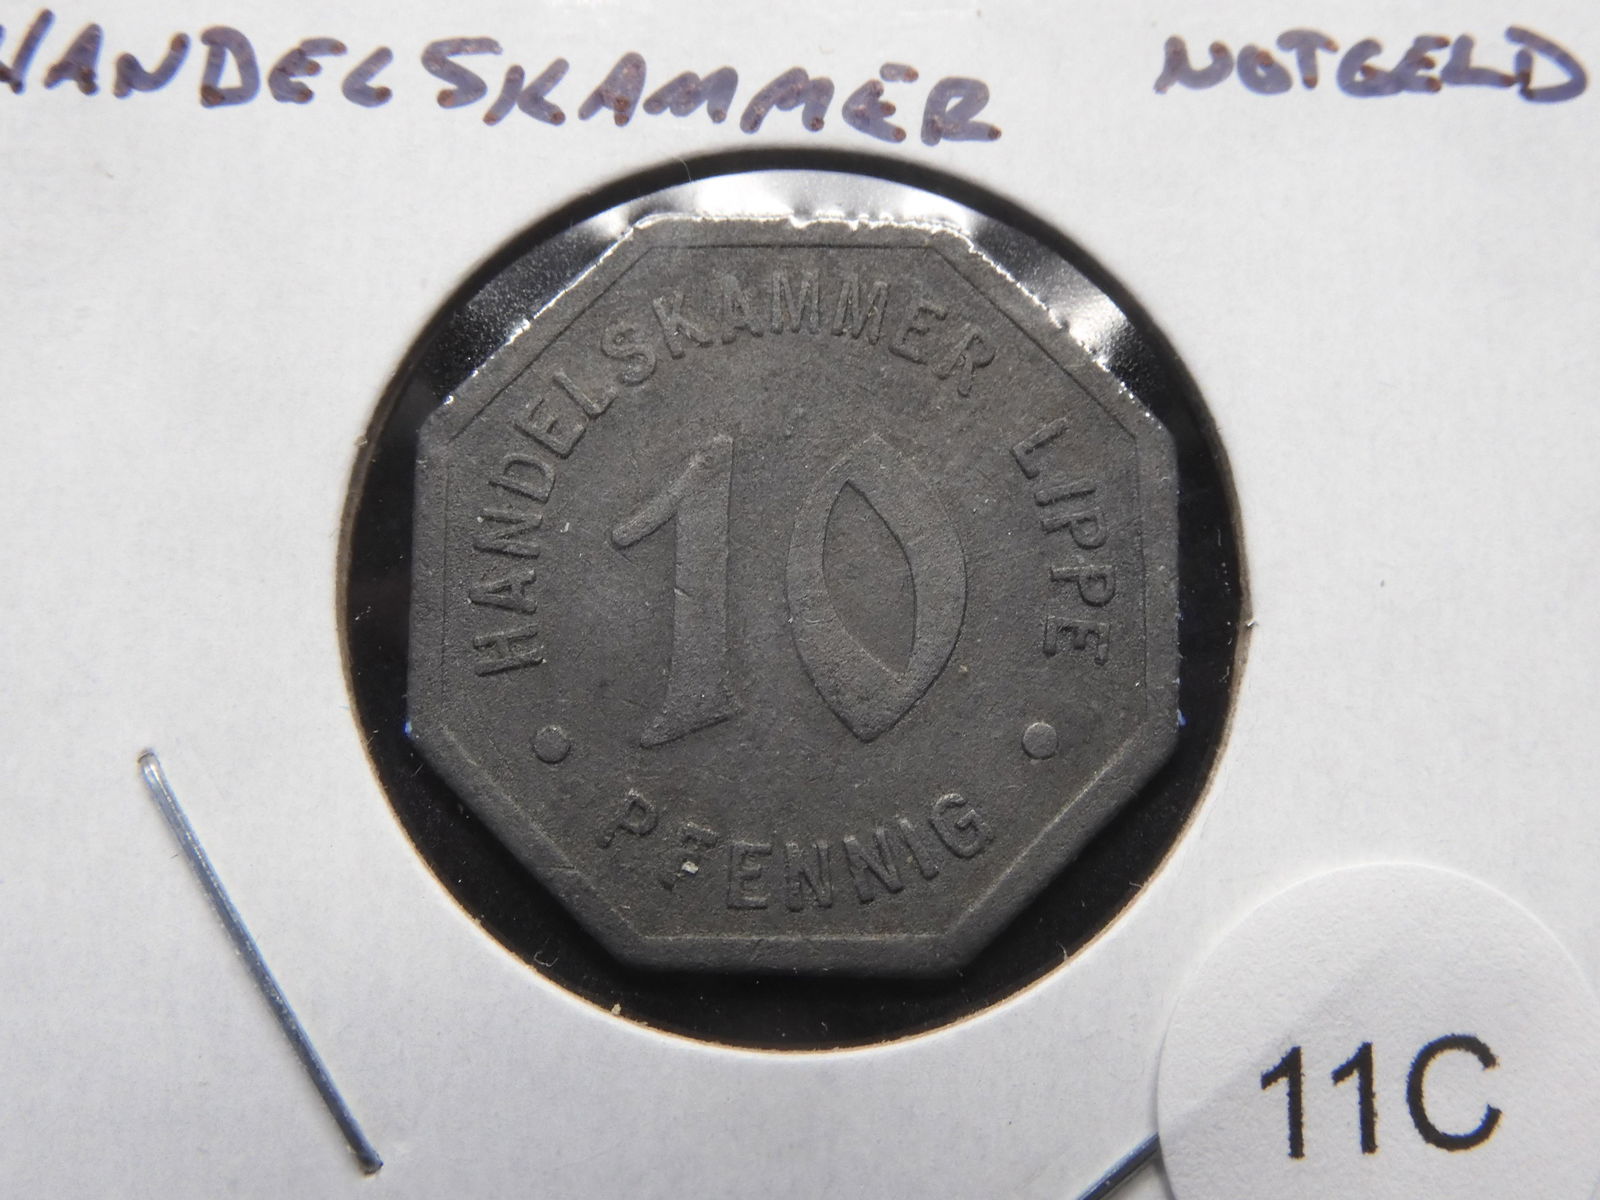 HANDELSKAMMER NOTGELD
HANDELSKAMMER LIPPE
10
PFENNIG
11C